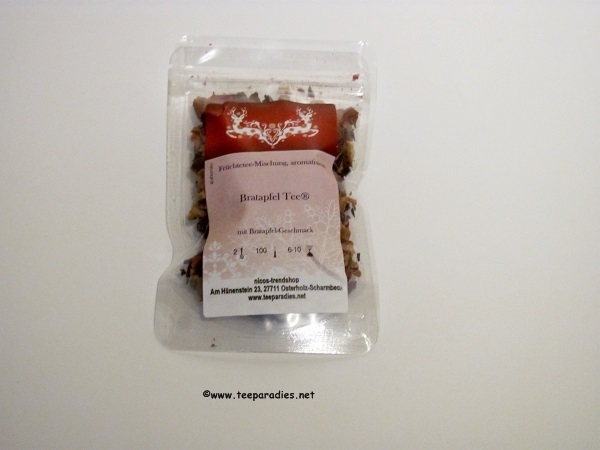 Früchtetee-Mischung, aromatisiert
Bratapfel Tee®
mit Bratapfel-Geschmack
2 100 6-10
nicos-trendshop
Am Hünenstein 23, 27711 Osterholz-Scharmbeck
www.teeparadies.net
©www.teeparadies.net